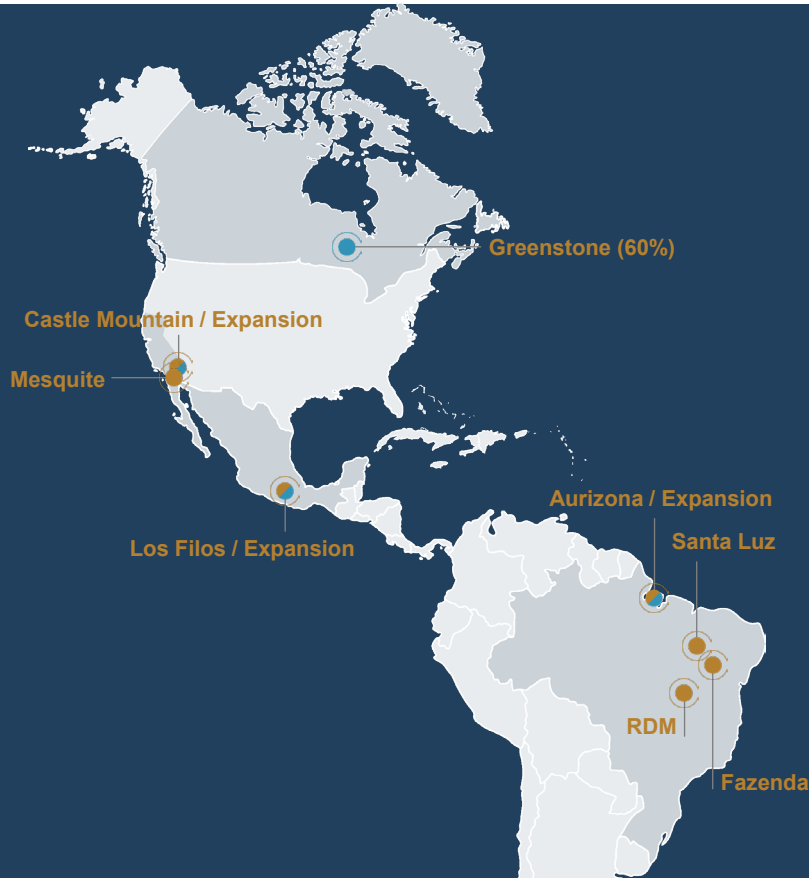 Greenstone (60%)
Castle Mountain / Expansion
Mesquite
Aurizona / Expansion
Santa Luz
Los Filos / Expansion
RDM
Fazenda